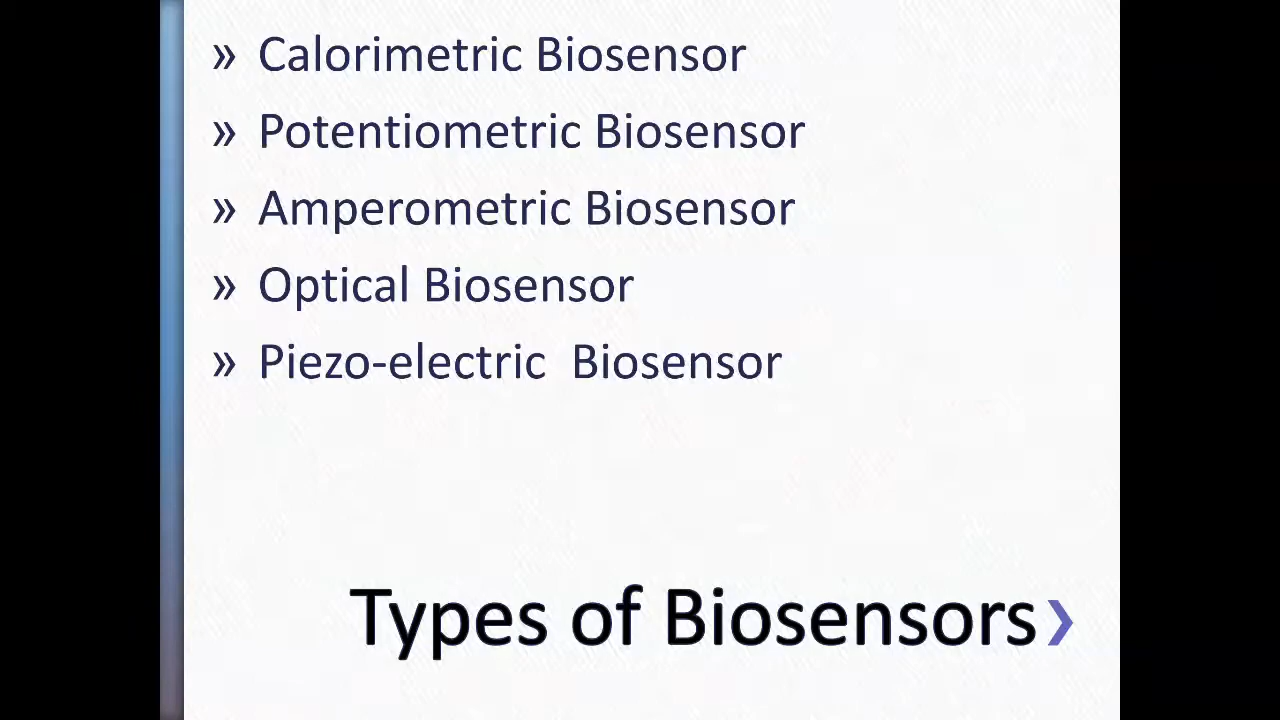 » Calorimetric Biosensor
» Potentiometric Biosensor
» Amperometric Biosensor
» Optical Biosensor
» Piezo-electric  Biosensor
Types of Biosensors